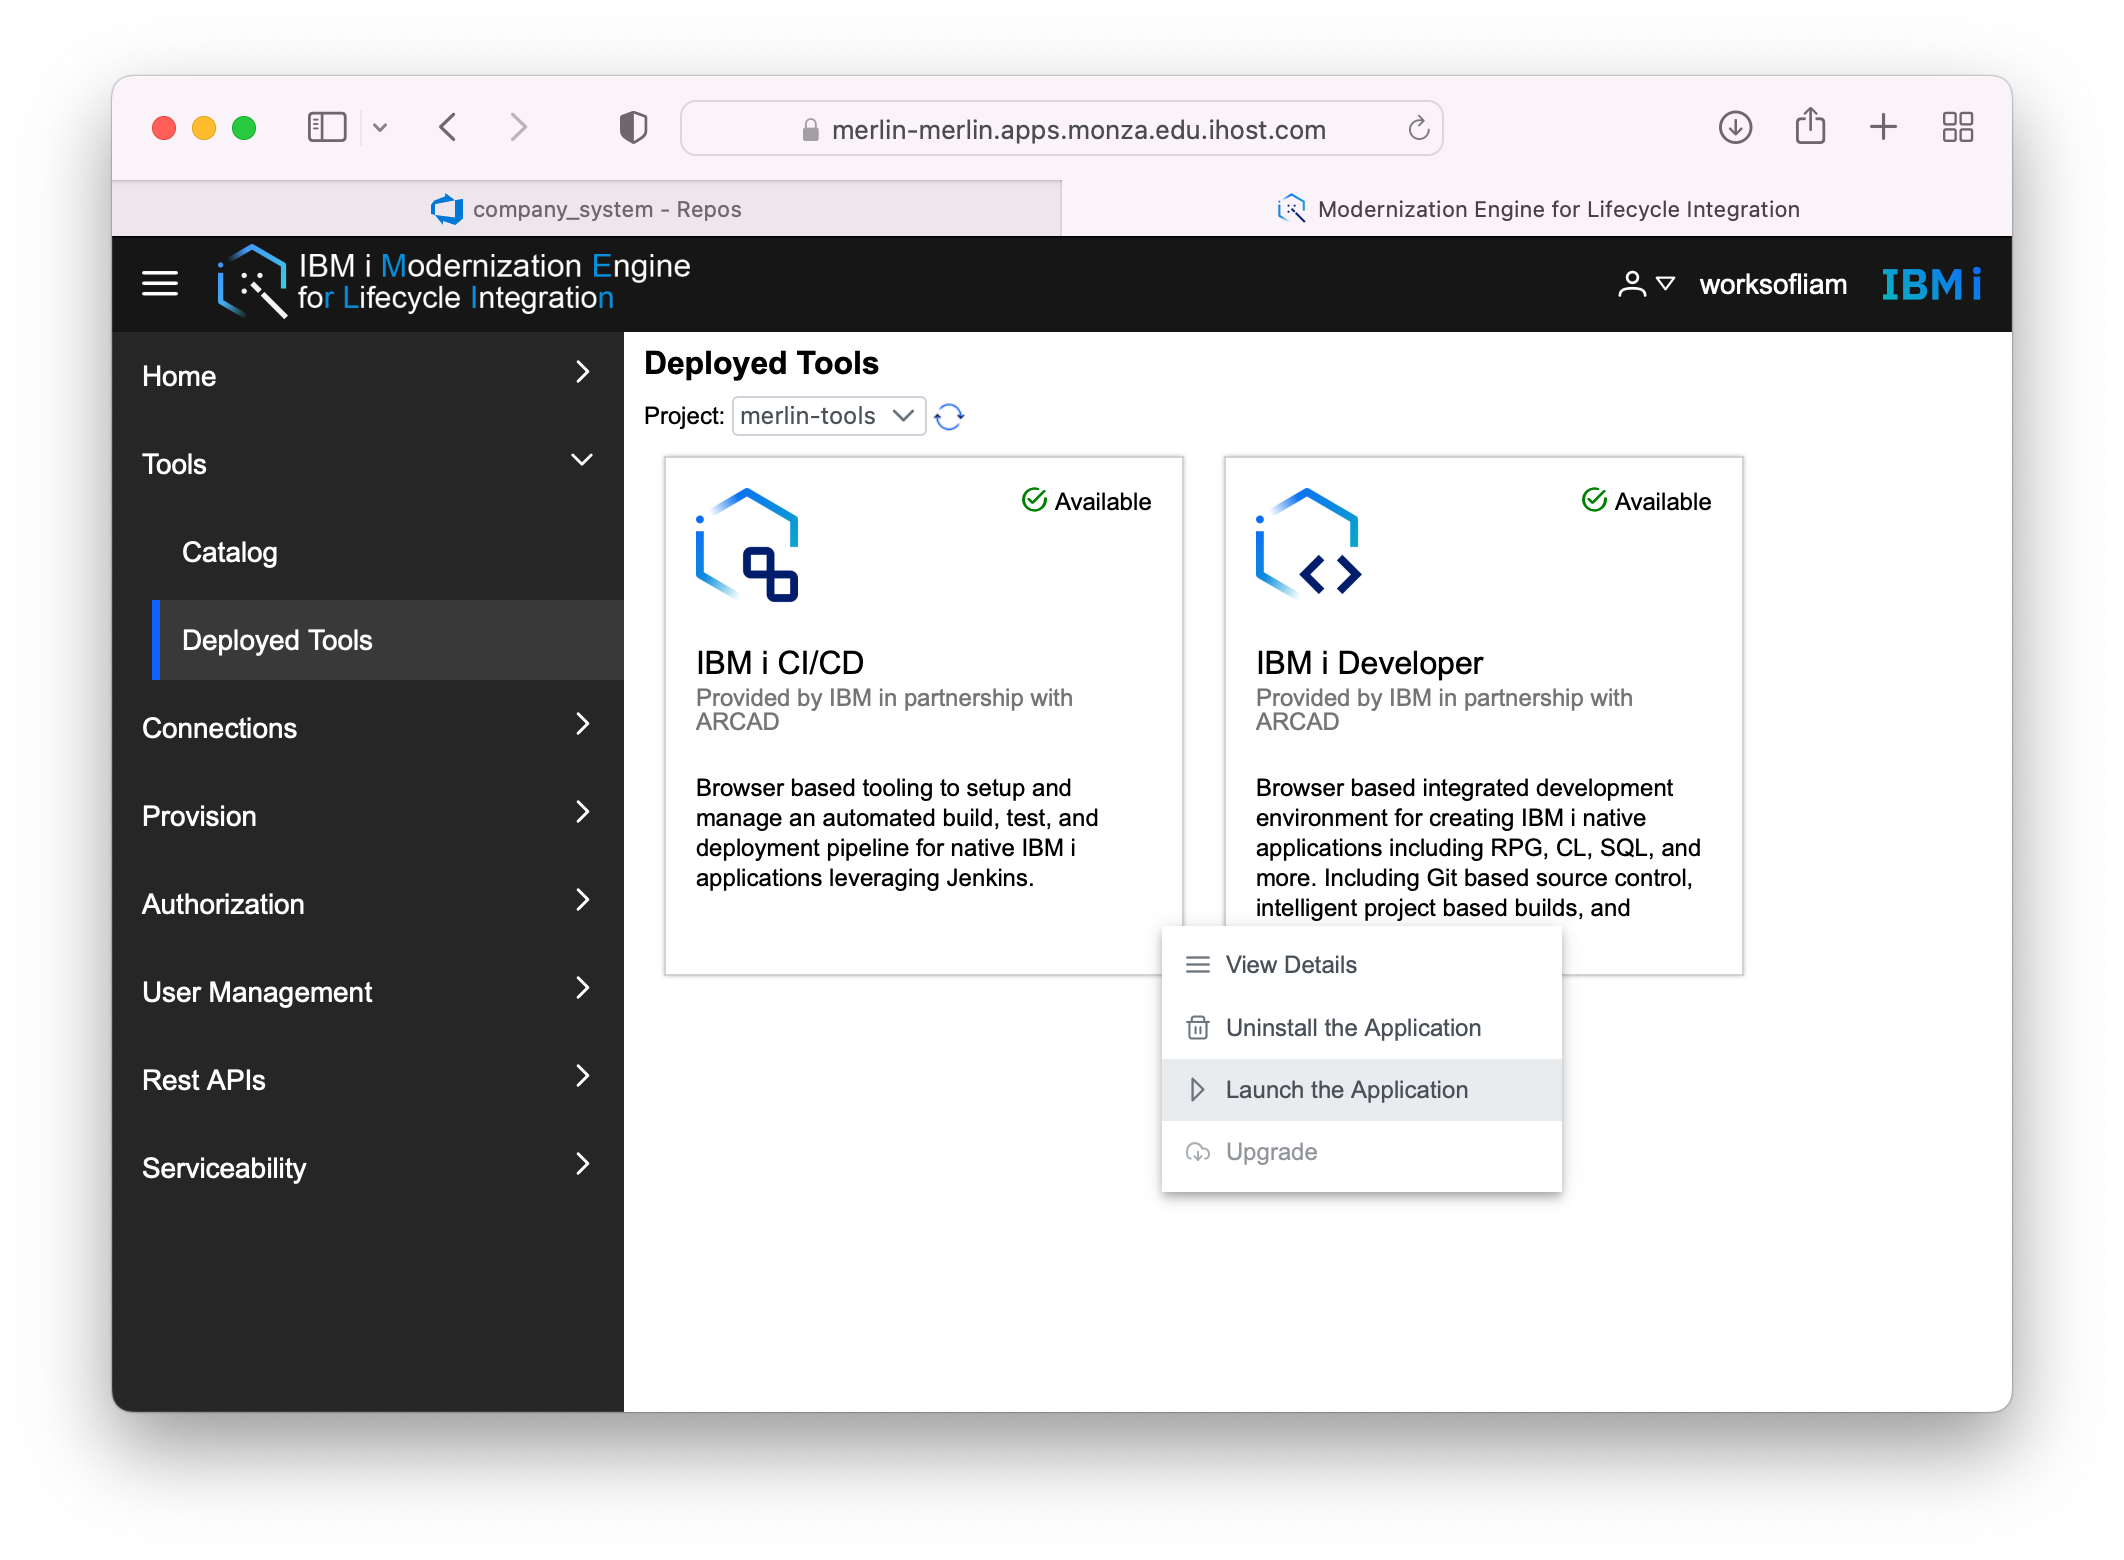 merlin-merlin.apps.monza.edu.ihost.com
company_system - Repos
Modernization Engine for Lifecycle Integration
IBM i Modernization Engine
for Lifecycle Integration
worksofliam
IBM i
Home
Tools
Catalog
Deployed Tools
Connections
Provision
Authorization
User Management
Rest APIs
Serviceability
Deployed Tools
Project: merlin-tools
Available
IBM i CI/CD
Provided by IBM in partnership with
ARCAD
Browser based tooling to setup and
manage an automated build, test, and
deployment pipeline for native IBM i
applications leveraging Jenkins.
Available
IBM i Developer
Provided by IBM in partnership with
ARCAD
Browser based integrated development
environment for creating IBM i native
applications including RPG, CL, SQL, and
more. Including Git based source control,
intelligent project based builds, and
View Details
Uninstall the Application
Launch the Application
Upgrade